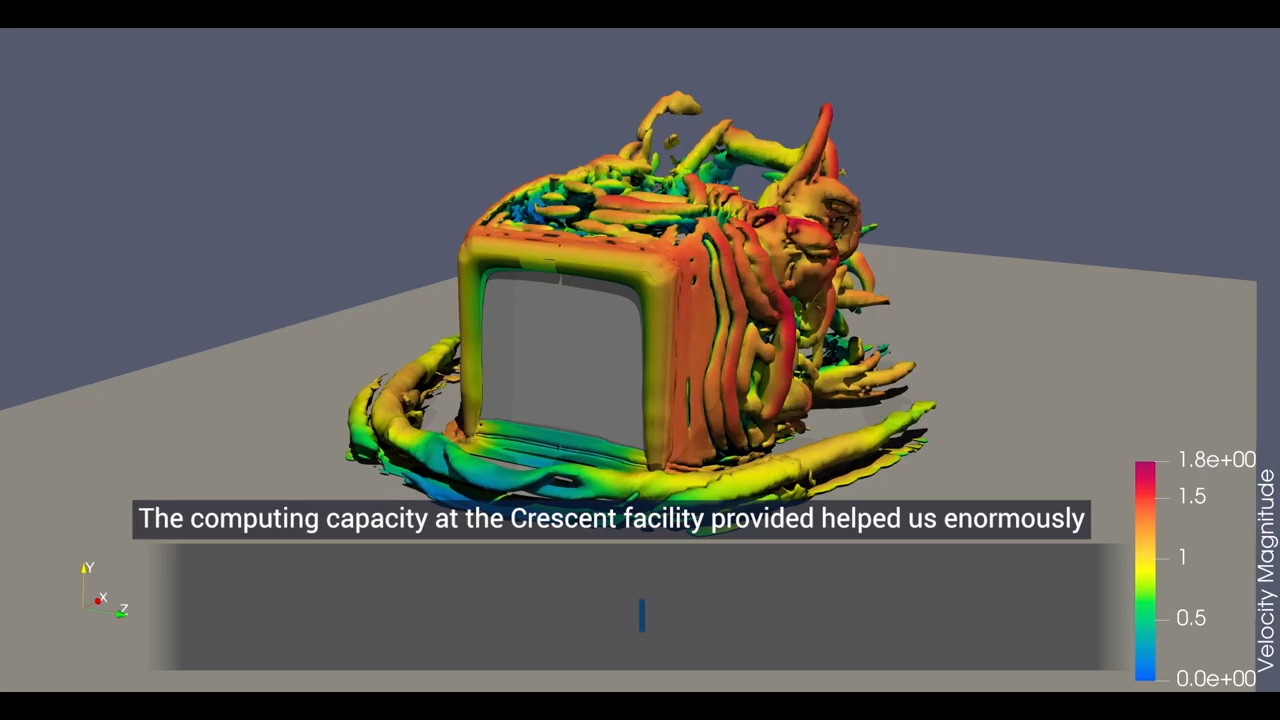 The computing capacity at the Crescent facility provided helped us enormously
1.8e+00
1.5
1
0.5
0.0e+00
Velocity Magnitude
Y
X
Z